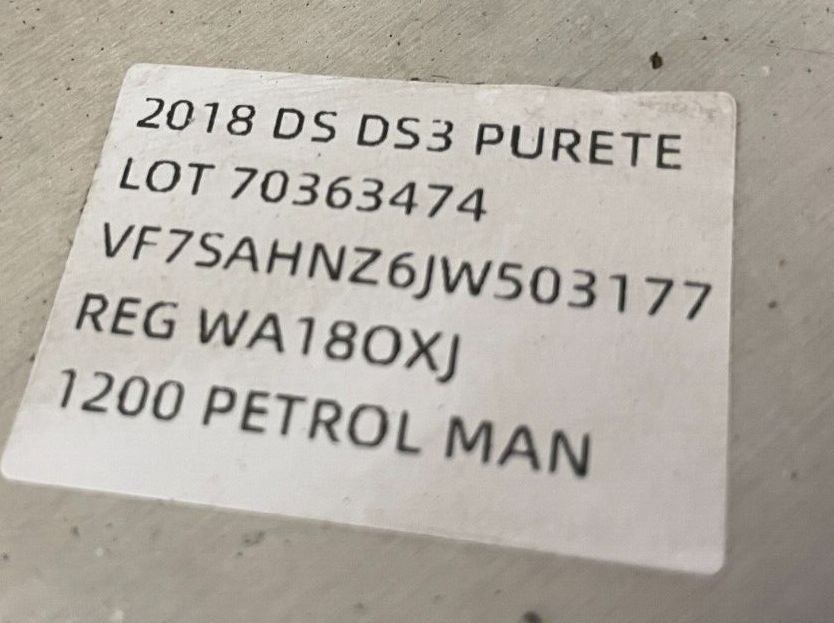 2018 DS DS3 PURETE
LOT 70363474
VF7SAHNZ6JW503177
REG WA18OXJ
1200 PETROL MAN